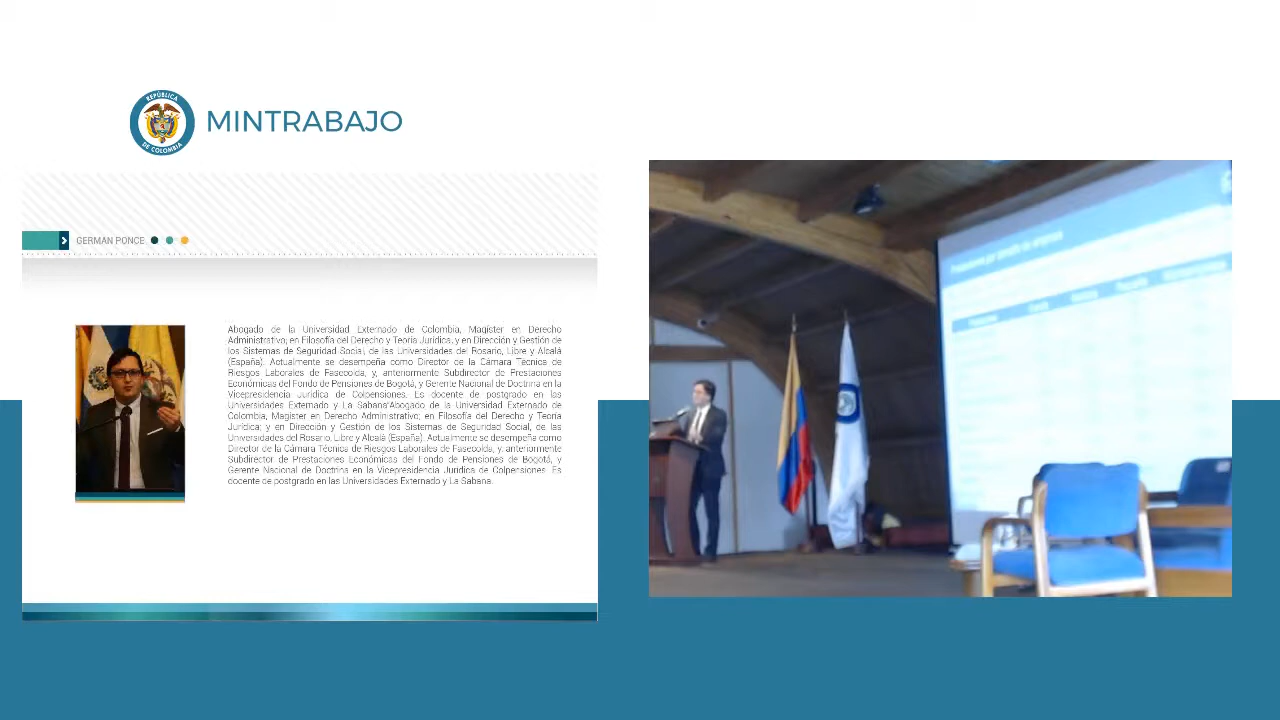 REPÚBLICA
DE COLOMBIA
MINTRABAJO
GERMAN PONCE
Abogado de la Universidad Externado de Colombia, Magíster en Derecho
Administrativo; en Filosofía del Derecho y Teoría Jurídica; y en Dirección y Gestión de
los Sistemas de Seguridad Social, de las Universidades del Rosario, Libre y Alcalá
(España). Actualmente se desempeña como Director de la Cámara Técnica de
Riesgos Laborales de Fasecolda, y, anteriormente Subdirector de Prestaciones
Económicas del Fondo de Pensiones de Bogotá, y Gerente Nacional de Doctrina en la
Vicepresidencia Jurídica de Colpensiones. Es docente de postgrado en las
Universidades Externado y La Sabana"Abogado de la Universidad Externado de
Colombia, Magíster en Derecho Administrativo; en Filosofía del Derecho y Teoría
Jurídica; y en Dirección y Gestión de los Sistemas de Seguridad Social, de las
Universidades del Rosario, Libre y Alcalá (España). Actualmente se desempeña como
Director de la Cámara Técnica de Riesgos Laborales de Fasecolda, y, anteriormente
Subdirector de Prestaciones Económicas del Fondo de Pensiones de Bogotá, y
Gerente Nacional de Doctrina en la Vicepresidencia Jurídica de Colpensiones. Es
docente de postgrado en las Universidades Externado y La Sabana.